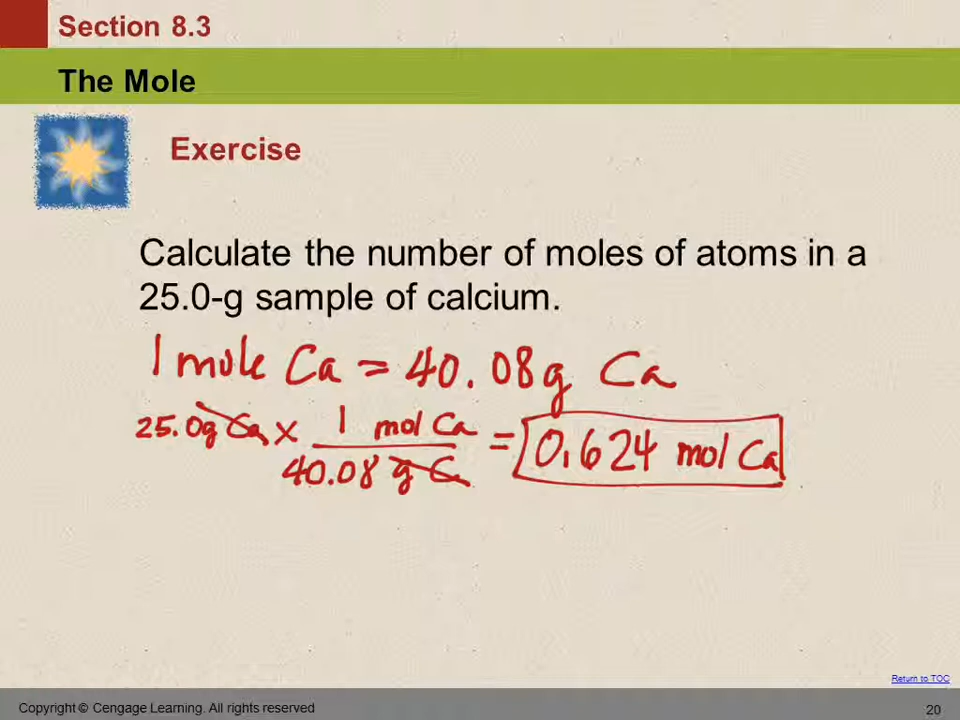 Section 8.3
The Mole
Exercise
Calculate the number of moles of atoms in a
25.0-g sample of calcium.
1 mole Ca = 40.08g Ca
25.0g Ca x 1 mol Ca / 40.08 g Ca = 0.624 mol Ca
Return to TOC
Copyright © Cengage Learning. All rights reserved
20